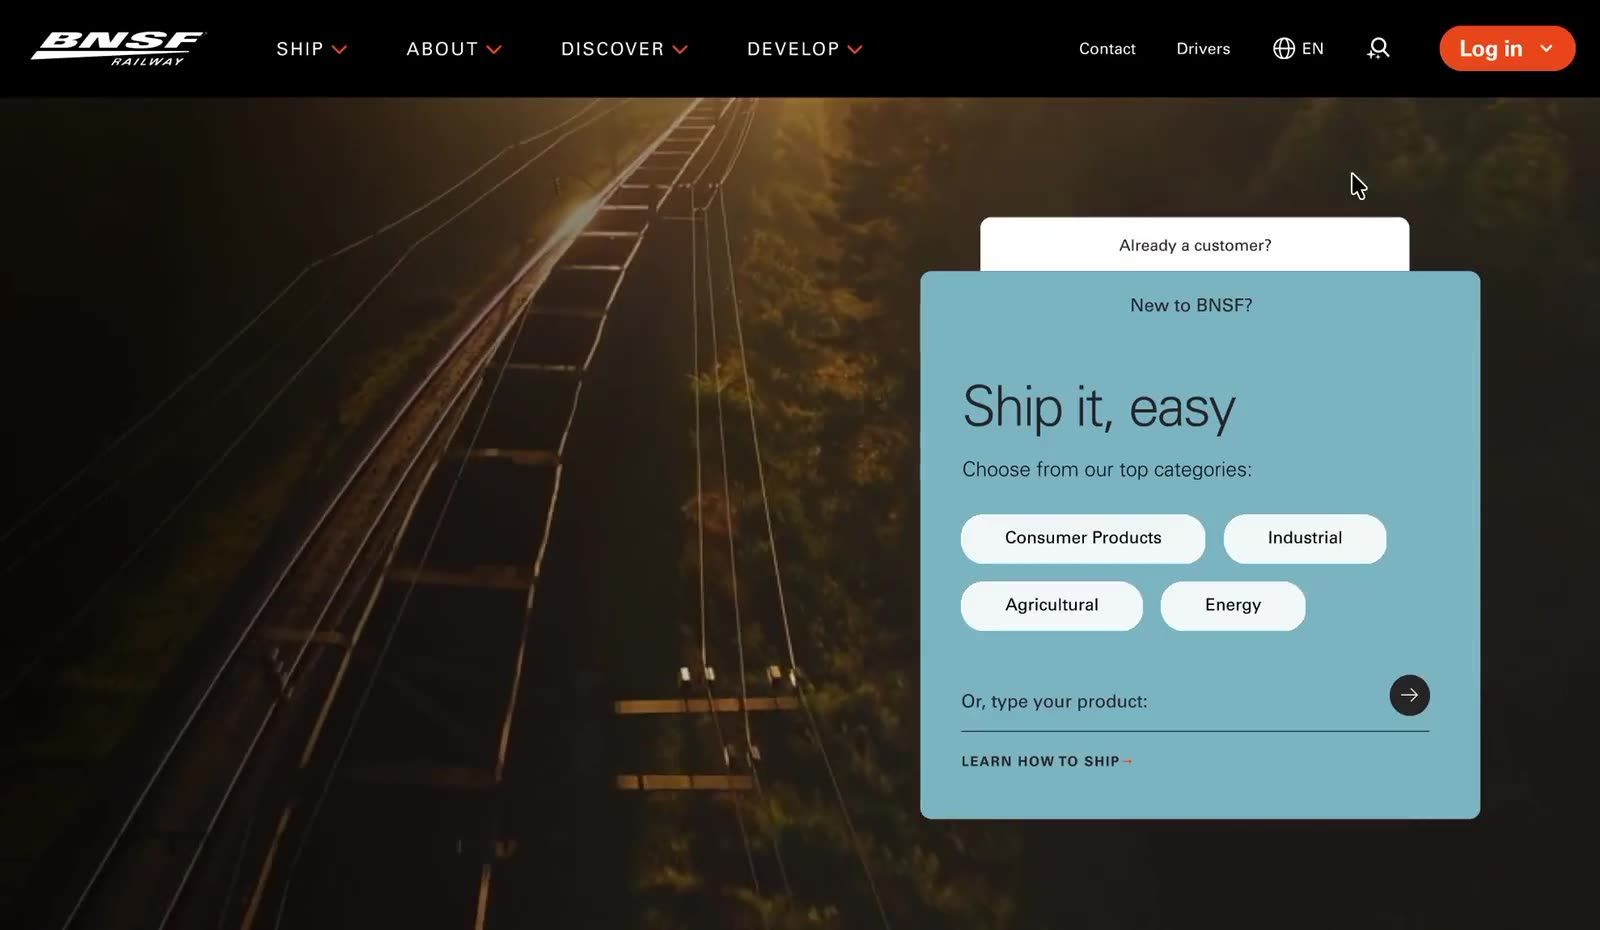 BNSF
RAILWAY
SHIP ABOUT DISCOVER DEVELOP Contact Drivers EN Log in
Already a customer?
New to BNSF?
Ship it, easy
Choose from our top categories:
Consumer Products Industrial
Agricultural Energy
Or, type your product:
LEARN HOW TO SHIP→